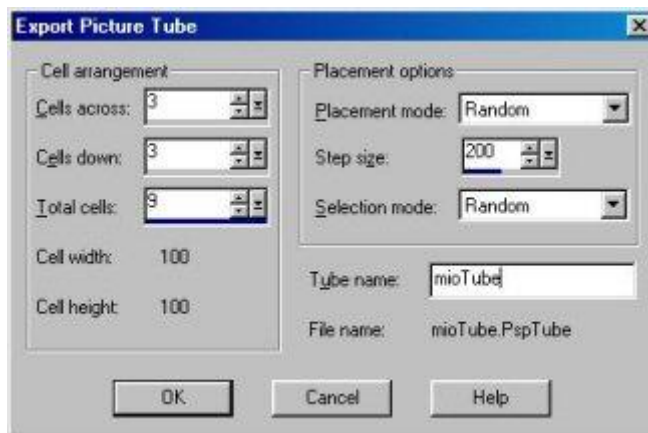 Export Picture Tube
Cell arrangement
Cells across: 3
Cells down: 3
Total cells: 9
Cell width: 100
Cell height: 100
Placement options
Placement mode: Random
Step size: 200
Selection mode: Random
Tube name: mioTube
File name: mioTube.PspTube
OK Cancel Help